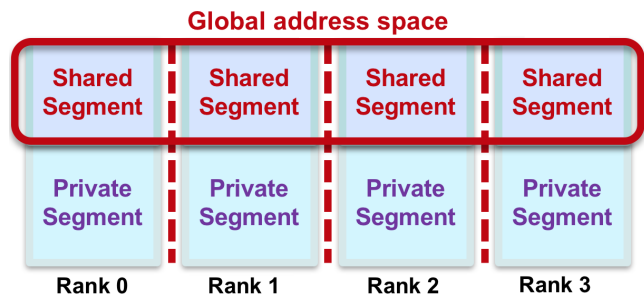 Global address space
Shared Shared Shared Shared
Segment Segment Segment Segment
Private Private Private Private
Segment Segment Segment Segment
Rank 0 Rank 1 Rank 2 Rank 3